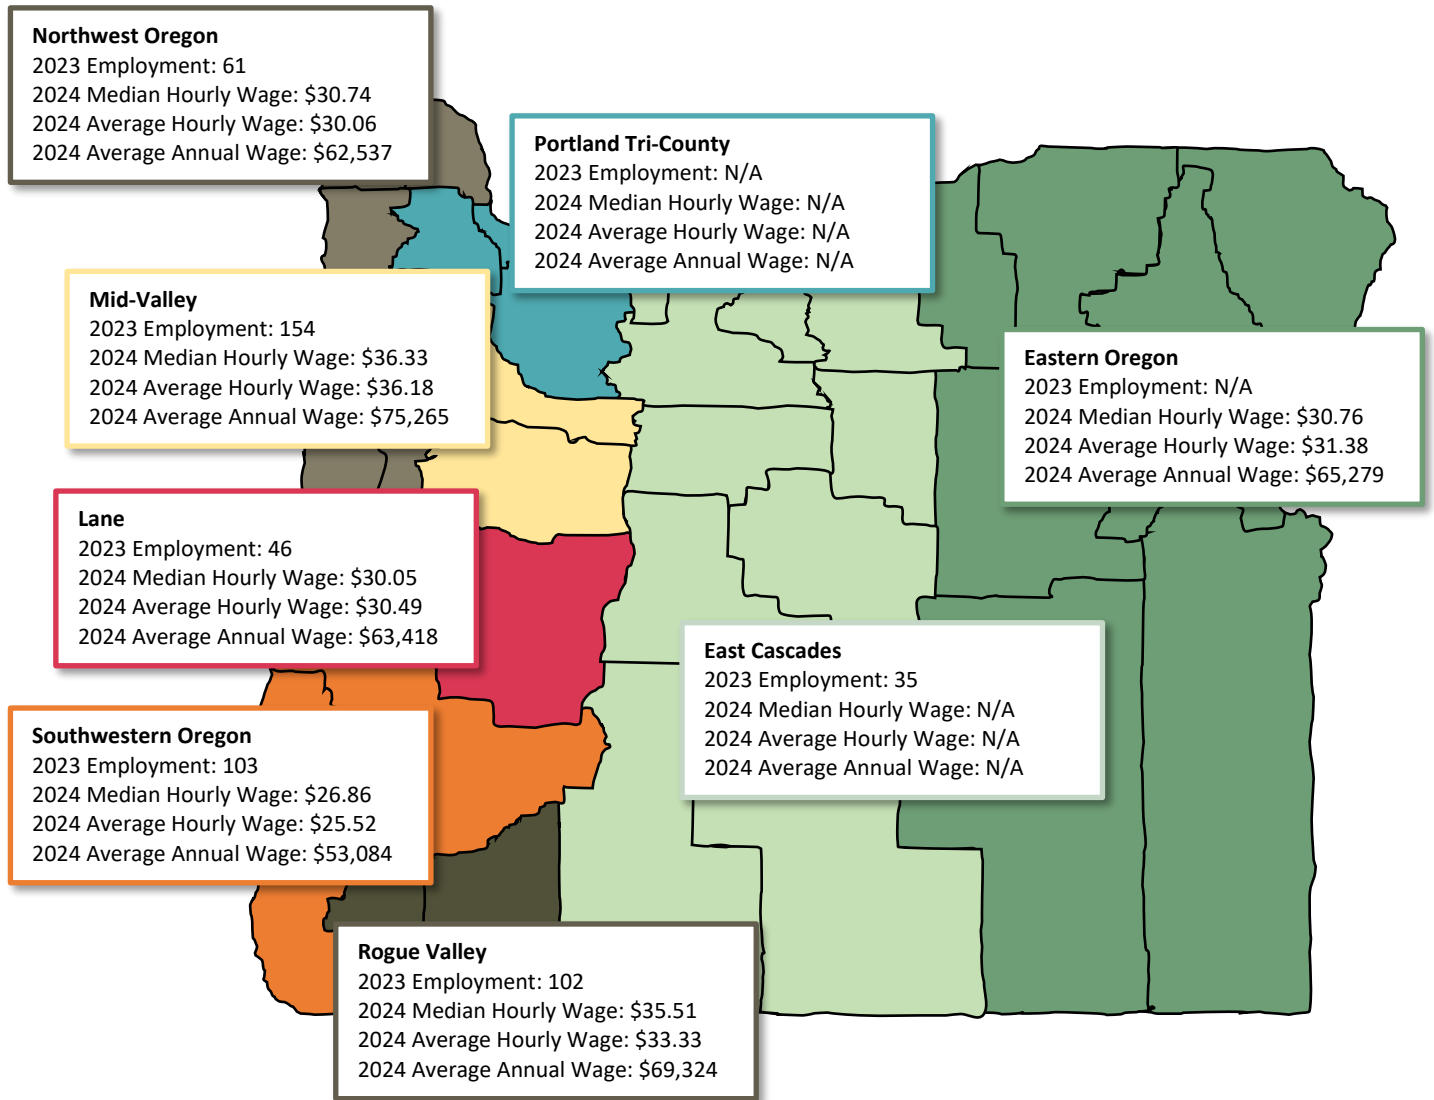 Northwest Oregon
2023 Employment: 61
2024 Median Hourly Wage: $30.74
2024 Average Hourly Wage: $30.06
2024 Average Annual Wage: $62,537
Portland Tri-County
2023 Employment: N/A
2024 Median Hourly Wage: N/A
2024 Average Hourly Wage: N/A
2024 Average Annual Wage: N/A
Mid-Valley
2023 Employment: 154
2024 Median Hourly Wage: $36.33
2024 Average Hourly Wage: $36.18
2024 Average Annual Wage: $75,265
Eastern Oregon
2023 Employment: N/A
2024 Median Hourly Wage: $30.76
2024 Average Hourly Wage: $31.38
2024 Average Annual Wage: $65,279
Lane
2023 Employment: 46
2024 Median Hourly Wage: $30.05
2024 Average Hourly Wage: $30.49
2024 Average Annual Wage: $63,418
East Cascades
2023 Employment: 35
2024 Median Hourly Wage: N/A
2024 Average Hourly Wage: N/A
2024 Average Annual Wage: N/A
Southwestern Oregon
2023 Employment: 103
2024 Median Hourly Wage: $26.86
2024 Average Hourly Wage: $25.52
2024 Average Annual Wage: $53,084
Rogue Valley
2023 Employment: 102
2024 Median Hourly Wage: $35.51
2024 Average Hourly Wage: $33.33
2024 Average Annual Wage: $69,324